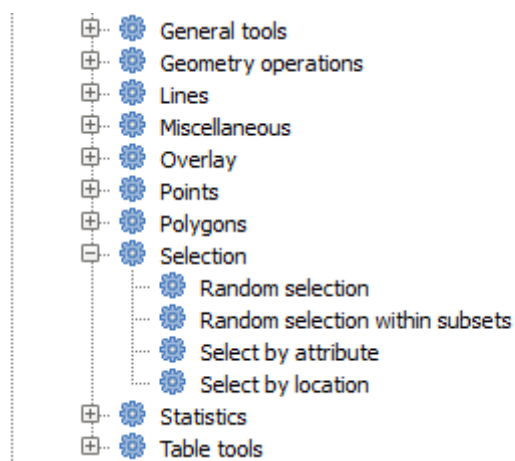 General tools
Geometry operations
Lines
Miscellaneous
Overlay
Points
Polygons
Selection
Random selection
Random selection within subsets
Select by attribute
Select by location
Statistics
Table tools